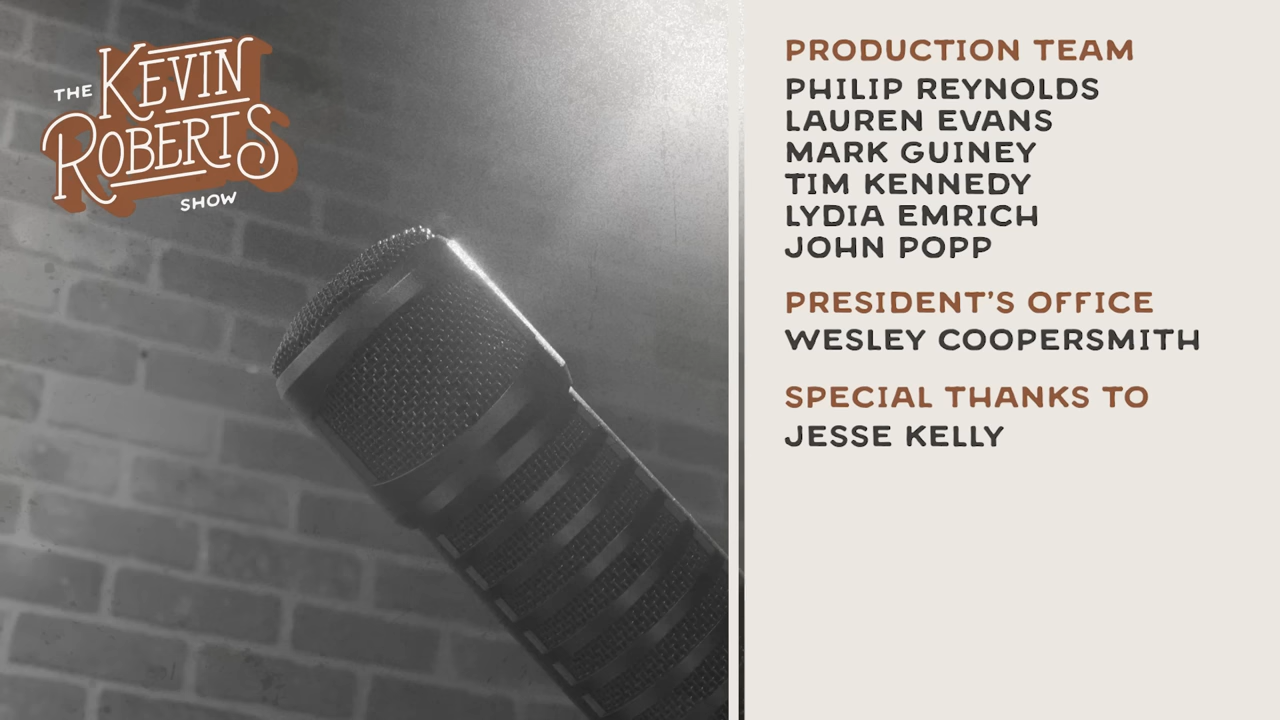 THE KEVIN
ROBERTS
SHOW
PRODUCTION TEAM
PHILIP REYNOLDS
LAUREN EVANS
MARK GUINEY
TIM KENNEDY
LYDIA EMRICH
JOHN POPP
PRESIDENT'S OFFICE
WESLEY COOPERSMITH
SPECIAL THANKS TO
JESSE KELLY